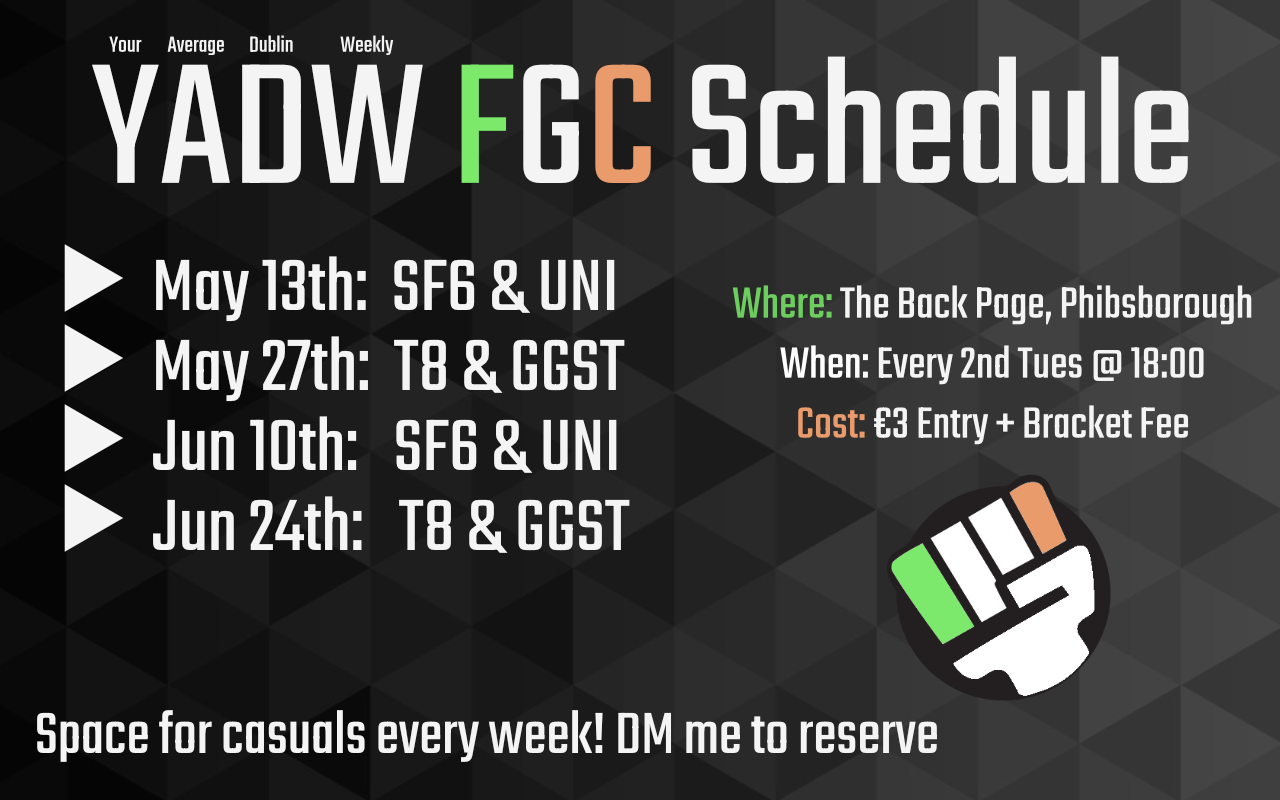 Your Average Dublin Weekly
YADW FGC Schedule
May 13th: SF6 & UNI
May 27th: T8 & GGST
Jun 10th: SF6 & UNI
Jun 24th: T8 & GGST
Where: The Back Page, Phibsborough
When: Every 2nd Tues @ 18:00
Cost: €3 Entry + Bracket Fee
Space for casuals every week! DM me to reserve